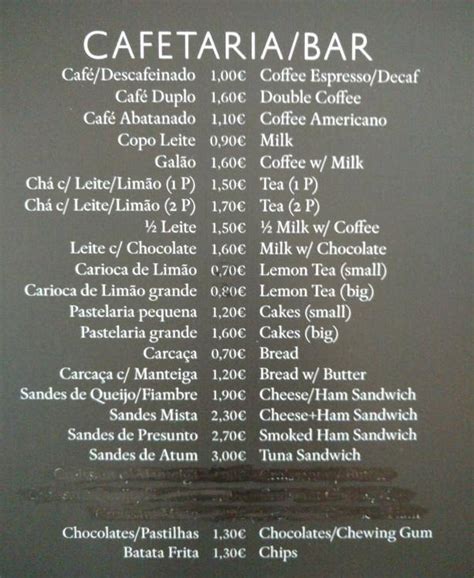 CAFETARIA/BAR
Café/Descafeinado 1,00€ Coffee Espresso/Decaf
Café Duplo 1,60€ Double Coffee
Café Abatanado 1,10€ Coffee Americano
Copo Leite 0,90€ Milk
Galão 1,60€ Coffee w/ Milk
Chá c/ Leite/Limão (1 P) 1,50€ Tea (1 P)
Chá c/ Leite/Limão (2 P) 1,70€ Tea (2 P)
½ Leite 1,50€ ½ Milk w/ Coffee
Leite c/ Chocolate 1,60€ Milk w/ Chocolate
Carioca de Limão 0,70€ Lemon Tea (small)
Carioca de Limão grande 0,80€ Lemon Tea (big)
Pastelaria pequena 1,20€ Cakes (small)
Pastelaria grande 1,60€ Cakes (big)
Carcaça 0,70€ Bread
Carcaça c/ Manteiga 1,20€ Bread w/ Butter
Sandes de Queijo/Fiambre 1,90€ Cheese/Ham Sandwich
Sandes Mista 2,30€ Cheese+Ham Sandwich
Sandes de Presunto 2,70€ Smoked Ham Sandwich
Sandes de Atum 3,00€ Tuna Sandwich
Chocolates/Pastilhas 1,30€ Chocolates/Chewing Gum
Batata Frita 1,30€ Chips